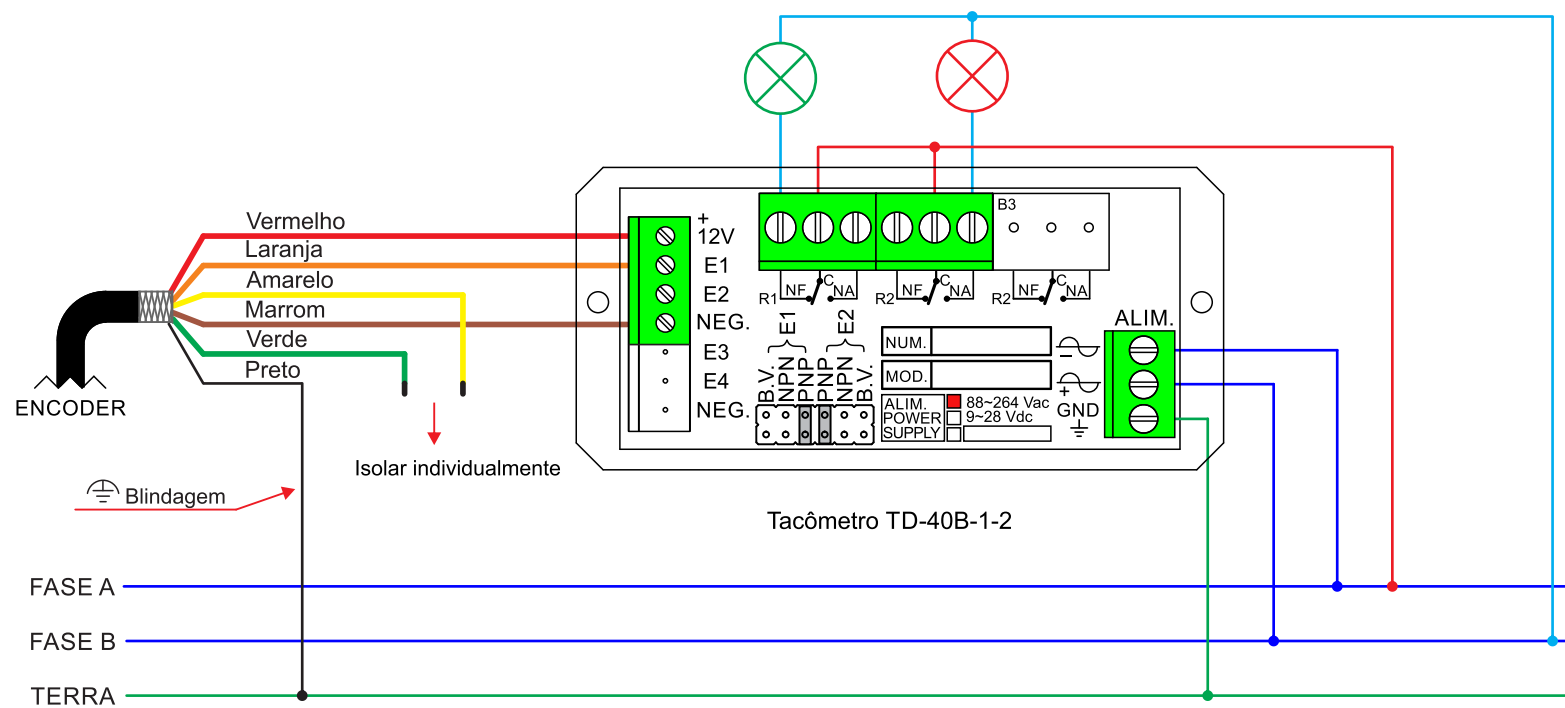 Vermelho
Laranja
Amarelo
Marrom
Verde
Preto
ENCODER
Isolar individualmente
Blindagem
+
12V
E1
E2
NEG.
E3
E4
NEG.
B3
R1 NF C NA
R2 NF C NA
R2 NF C NA
E1
E2
B.V.
NPN
PNP
PNP
NPN
B.V.
NUM.
MOD.
ALIM.
POWER
SUPPLY
88~264 Vac
9~28 Vdc
ALIM.
−
+
GND
Tacômetro TD-40B-1-2
FASE A
FASE B
TERRA